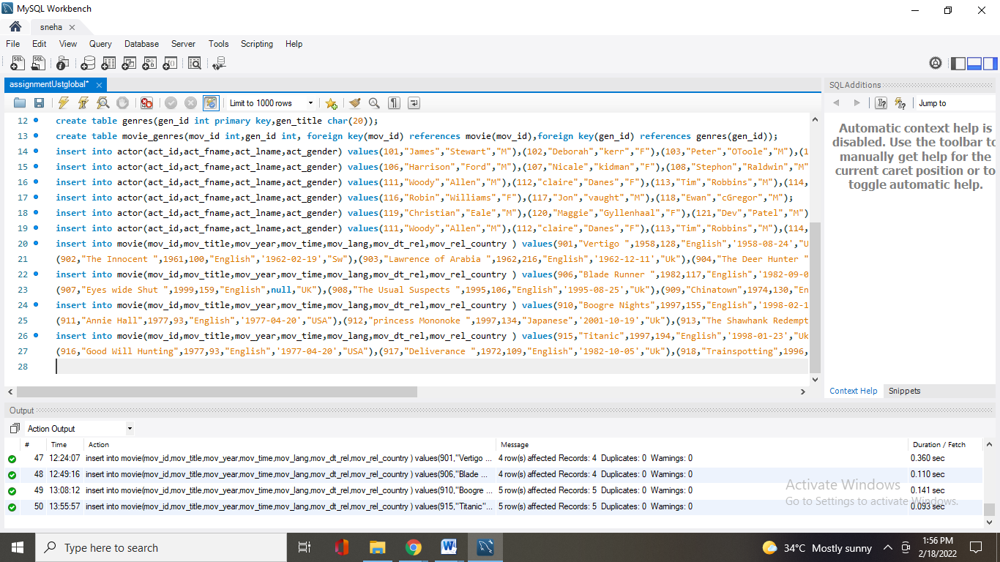 MySQL Workbench
sneha
File Edit View Query Database Server Tools Scripting Help
assignmentUstglobal*
SQLAdditions
Limit to 1000 rows
Jump to
12 create table genres(gen_id int primary key,gen_title char(20));
13 create table movie_genres(mov_id int,gen_id int, foreign key(mov_id) references movie(mov_id),foreign key(gen_id) references genres(gen_id));
14 insert into actor(act_id,act_fname,act_lname,act_gender) values(101,"James","Stewart","M"),(102,"Deborah","kerr","F"),(103,"Peter","OToole","M"),(1
15 insert into actor(act_id,act_fname,act_lname,act_gender) values(106,"Harrison","Ford","M"),(107,"Nicale","kidman","F"),(108,"Stephon","Raldwin","M"
16 insert into actor(act_id,act_fname,act_lname,act_gender) values(111,"Woody","Allen","M"),(112,"claire","Danes","F"),(113,"Tim","Robbins","M"),(114,
17 insert into actor(act_id,act_fname,act_lname,act_gender) values(116,"Robin","Williams","F"),(117,"Jon","vaught","M"),(118,"Ewan","cGregor","M");
18 insert into actor(act_id,act_fname,act_lname,act_gender) values(119,"Christian","Eale","M"),(120,"Maggie","Gyllenhaal","F"),(121,"Dev","Patel","M")
19 insert into actor(act_id,act_fname,act_lname,act_gender) values(111,"Woody","Allen","M"),(112,"claire","Danes","F"),(113,"Tim","Robbins","M"),(114,
20 insert into movie(mov_id,mov_title,mov_year,mov_time,mov_lang,mov_dt_rel,mov_rel_country ) values(901,"Vertigo ",1958,128,"English",'1958-08-24',"U
21 (902,"The Innocent ",1961,100,"English",'1962-02-19',"Sw"),(903,"Lawrence of Arabia ",1962,216,"English",'1962-12-11',"Uk"),(904,"The Deer Hunter "
22 insert into movie(mov_id,mov_title,mov_year,mov_time,mov_lang,mov_dt_rel,mov_rel_country ) values(906,"Blade Runner ",1982,117,"English",'1982-09-0
23 (907,"Eyes wide Shut ",1999,159,"English",null,"UK"),(908,"The Usual Suspects ",1995,106,"English",'1995-08-25',"Uk"),(909,"Chinatown",1974,130,"En
24 insert into movie(mov_id,mov_title,mov_year,mov_time,mov_lang,mov_dt_rel,mov_rel_country ) values(910,"Boogre Nights",1997,155,"English",'1998-02-1
25 (911,"Annie Hall",1977,93,"English",'1977-04-20',"USA"),(912,"princess Mononoke ",1997,134,"Japanese",'2001-10-19',"Uk"),(913,"The Shawhank Redempt
26 insert into movie(mov_id,mov_title,mov_year,mov_time,mov_lang,mov_dt_rel,mov_rel_country ) values(915,"Titanic",1997,194,"English",'1998-01-23',"Uk
27 (916,"Good Will Hunting",1977,93,"English",'1977-04-20',"USA"),(917,"Deliverance ",1972,109,"English",'1982-10-05',"Uk"),(918,"Trainspotting",1996,
28
Automatic context help is
disabled. Use the toolbar to
manually get help for the
current caret position or to
toggle automatic help.
Context Help Snippets
Output
Action Output
# Time Action Message Duration / Fetch
47 12:24:07 insert into movie(mov_id,mov_title,mov_year,mov_time,mov_lang,mov_dt_rel,mov_rel_country ) values(901,"Vertigo ... 4 row(s) affected Records: 4 Duplicates: 0 Warnings: 0 0.360 sec
48 12:49:16 insert into movie(mov_id,mov_title,mov_year,mov_time,mov_lang,mov_dt_rel,mov_rel_country ) values(906,"Blade ... 4 row(s) affected Records: 4 Duplicates: 0 Warnings: 0 0.110 sec
49 13:08:12 insert into movie(mov_id,mov_title,mov_year,mov_time,mov_lang,mov_dt_rel,mov_rel_country ) values(910,"Boogre ... 5 row(s) affected Records: 5 Duplicates: 0 Warnings: 0 0.141 sec
50 13:55:57 insert into movie(mov_id,mov_title,mov_year,mov_time,mov_lang,mov_dt_rel,mov_rel_country ) values(915,"Titanic"... 5 row(s) affected Records: 5 Duplicates: 0 Warnings: 0 0.093 sec
Activate Windows
Go to Settings to activate Windows.
Type here to search
34°C Mostly sunny
1:56 PM
2/18/2022